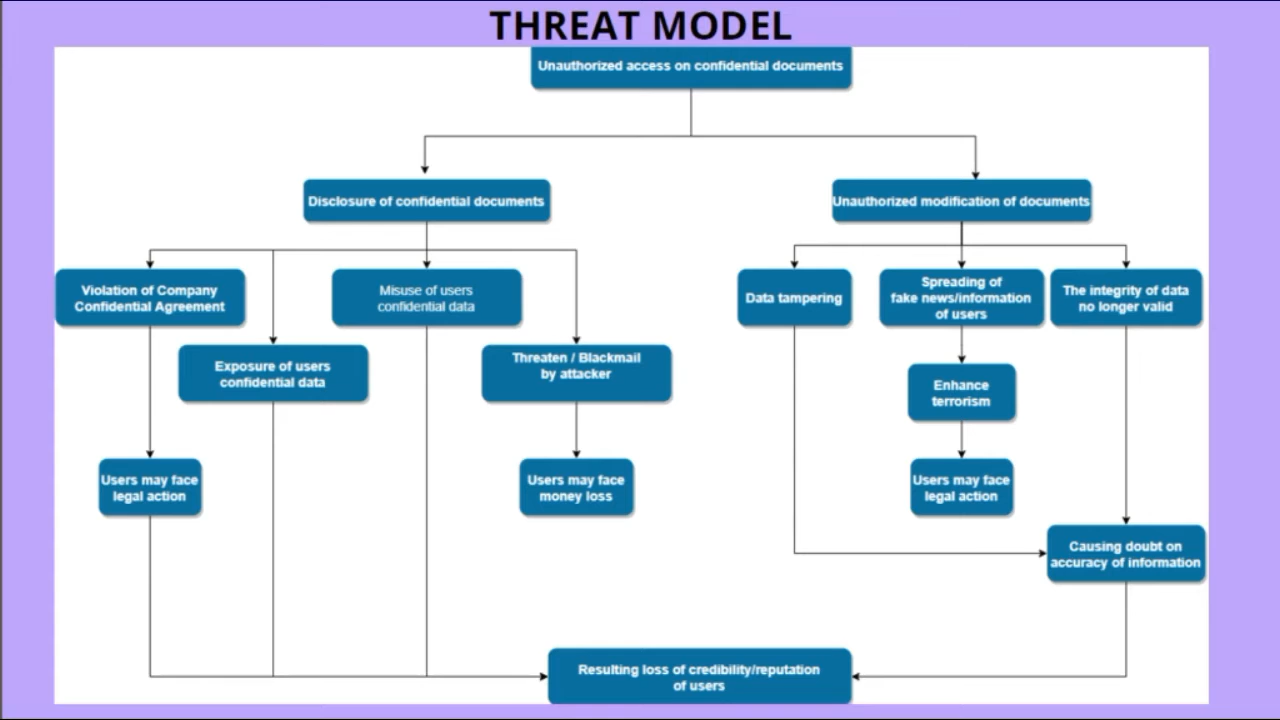 THREAT MODEL
Unauthorized access on confidential documents
Disclosure of confidential documents
Unauthorized modification of documents
Violation of Company
Confidential Agreement
Misuse of users
confidential data
Data tampering
Spreading of
fake news/information
of users
The integrity of data
no longer valid
Exposure of users
confidential data
Threaten / Blackmail
by attacker
Enhance
terrorism
Users may face
legal action
Users may face
money loss
Users may face
legal action
Causing doubt on
accuracy of information
Resulting loss of credibility/reputation
of users